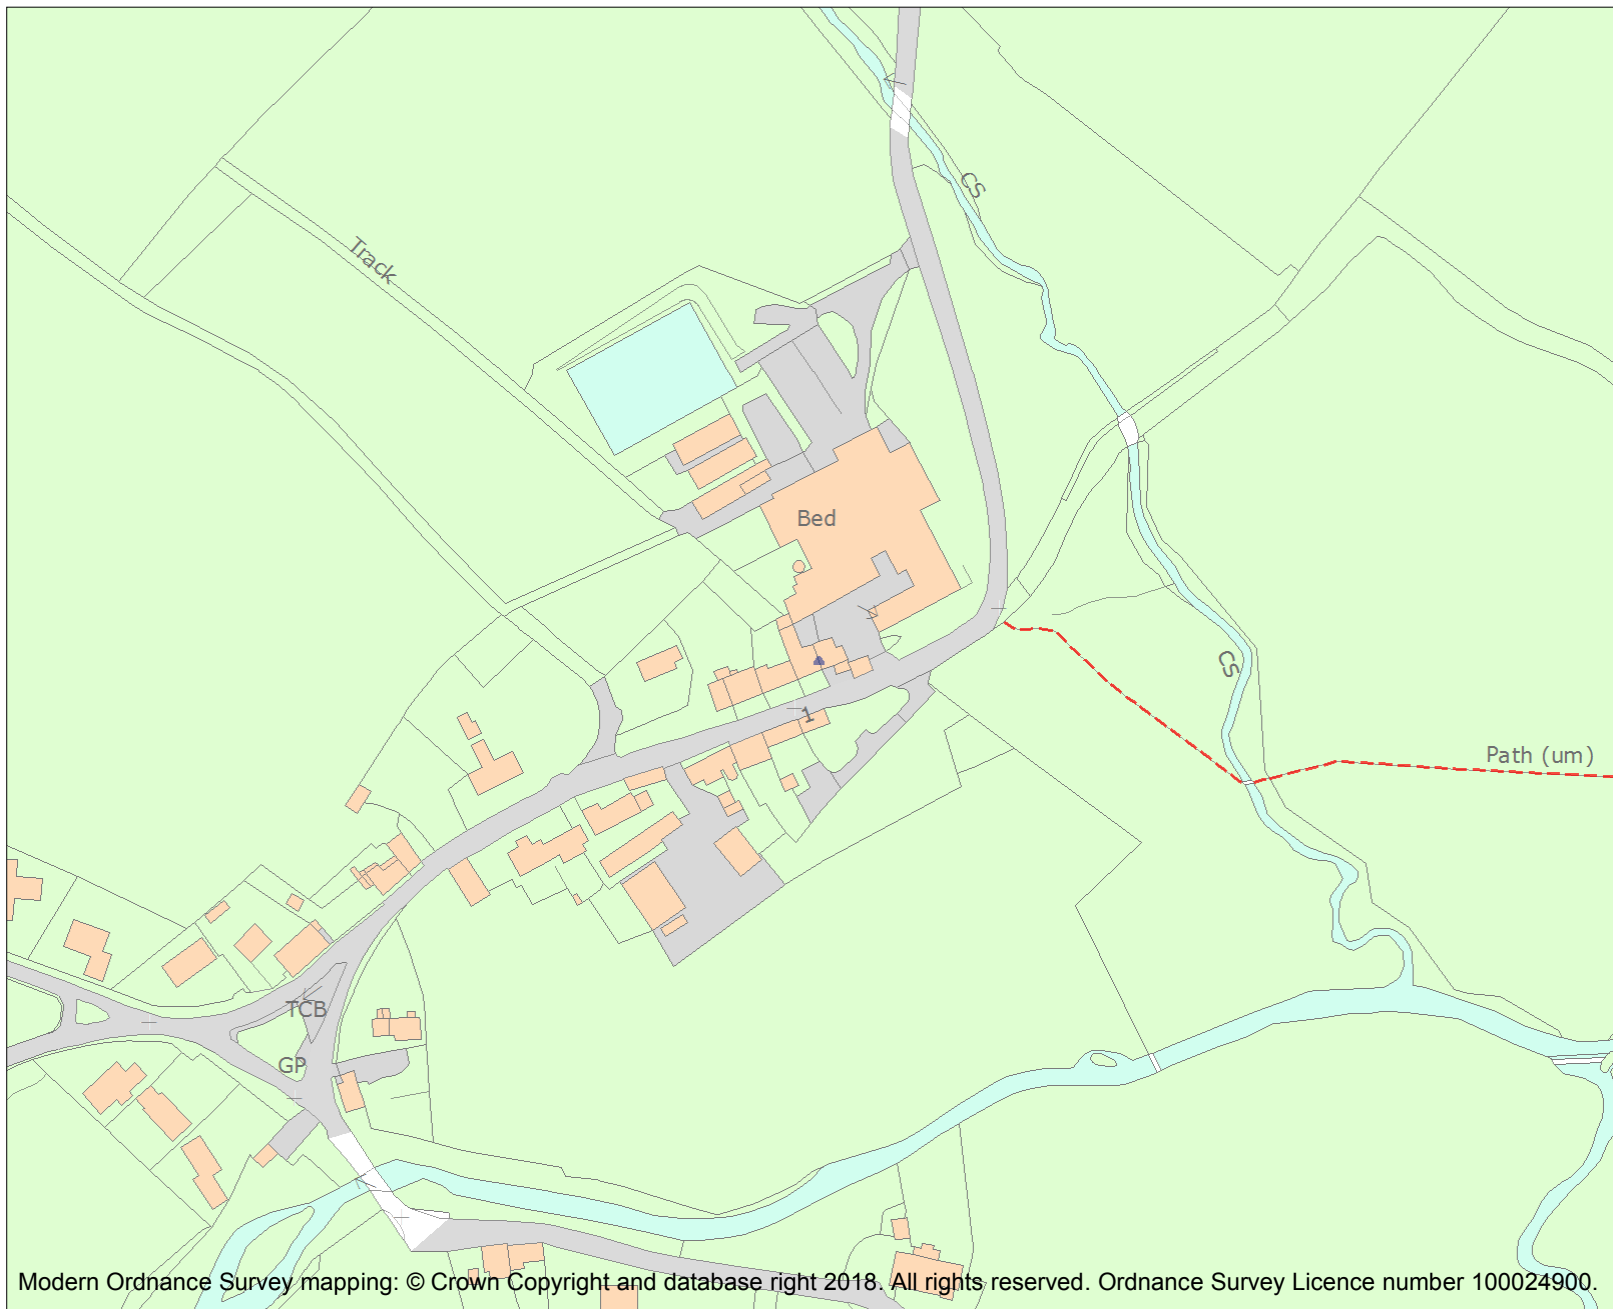 CS
Track
Bed
CS
1
Path (um)
TCB
GP
Modern Ordnance Survey mapping: © Crown Copyright and database right 2018. All rights reserved. Ordnance Survey Licence number 100024900.